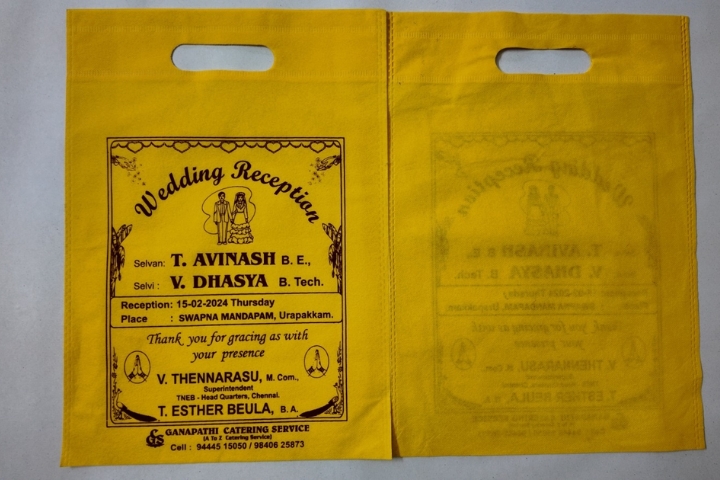 Wedding Reception
Selvan: T. AVINASH B. E.,
Selvi : V. DHASYA B. Tech.
Reception: 15-02-2024 Thursday
Place : SWAPNA MANDAPAM, Urapakkam.
Thank you for gracing as with
your presence
V. THENNARASU, M. Com.,
Superintendent
TNEB - Head Quarters, Chennai.
T. ESTHER BEULA, B. A.
GCS GANAPATHI CATERING SERVICE
(A To Z Catering Service)
Cell : 94445 15050 / 98406 25873